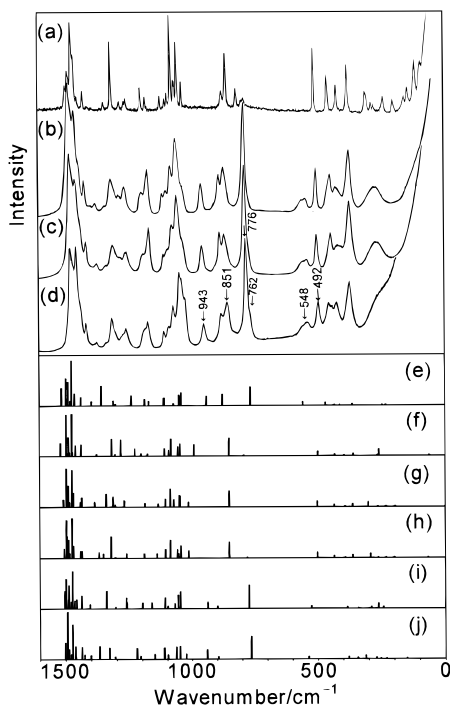 (a)
(b)
(c)
(d)
Intensity
776
943
851
762
548
492
(e)
(f)
(g)
(h)
(i)
(j)
1500 1000 500 0
Wavenumber/cm⁻¹